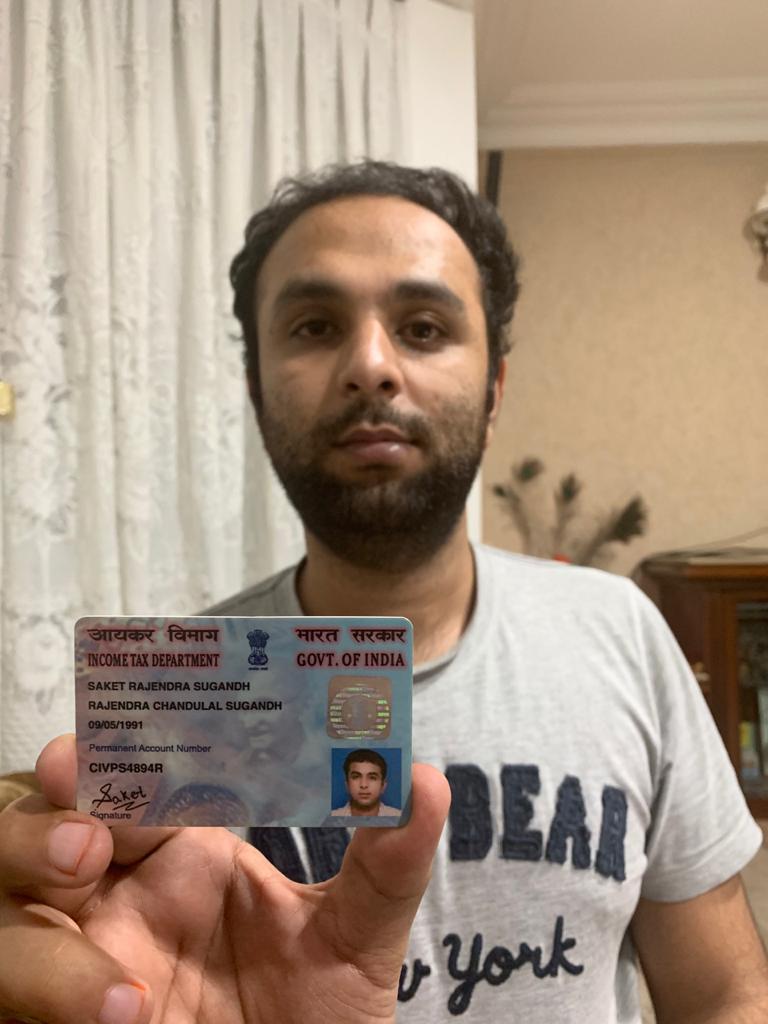 आयकर विभाग
INCOME TAX DEPARTMENT
भारत सरकार
GOVT. OF INDIA
SAKET RAJENDRA SUGANDH
RAJENDRA CHANDULAL SUGANDH
09/05/1991
Permanent Account Number
CIVPS4894R
Saket
Signature
BEAR
York